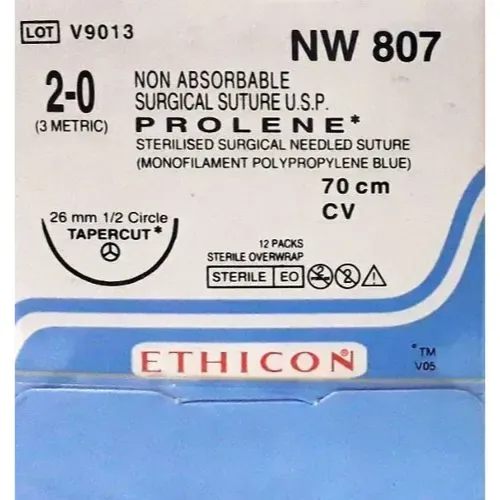 LOT V9013
NW 807
2-0
(3 METRIC)
NON ABSORBABLE
SURGICAL SUTURE U.S.P.
PROLENE*
STERILISED SURGICAL NEEDLED SUTURE
(MONOFILAMENT POLYPROPYLENE BLUE)
70 cm
CV
26 mm 1/2 Circle
TAPERCUT*
12 PACKS
STERILE OVERWRAP
STERILE EO
2
ETHICON®
*TM
V05